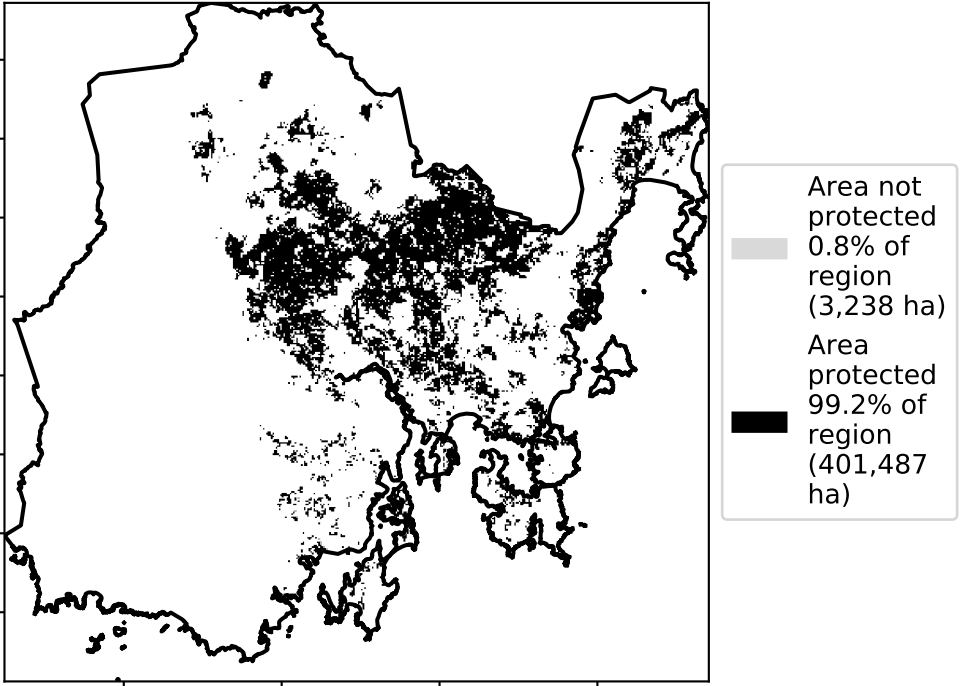 Area not
protected
0.8% of
region
(3,238 ha)
Area
protected
99.2% of
region
(401,487
ha)